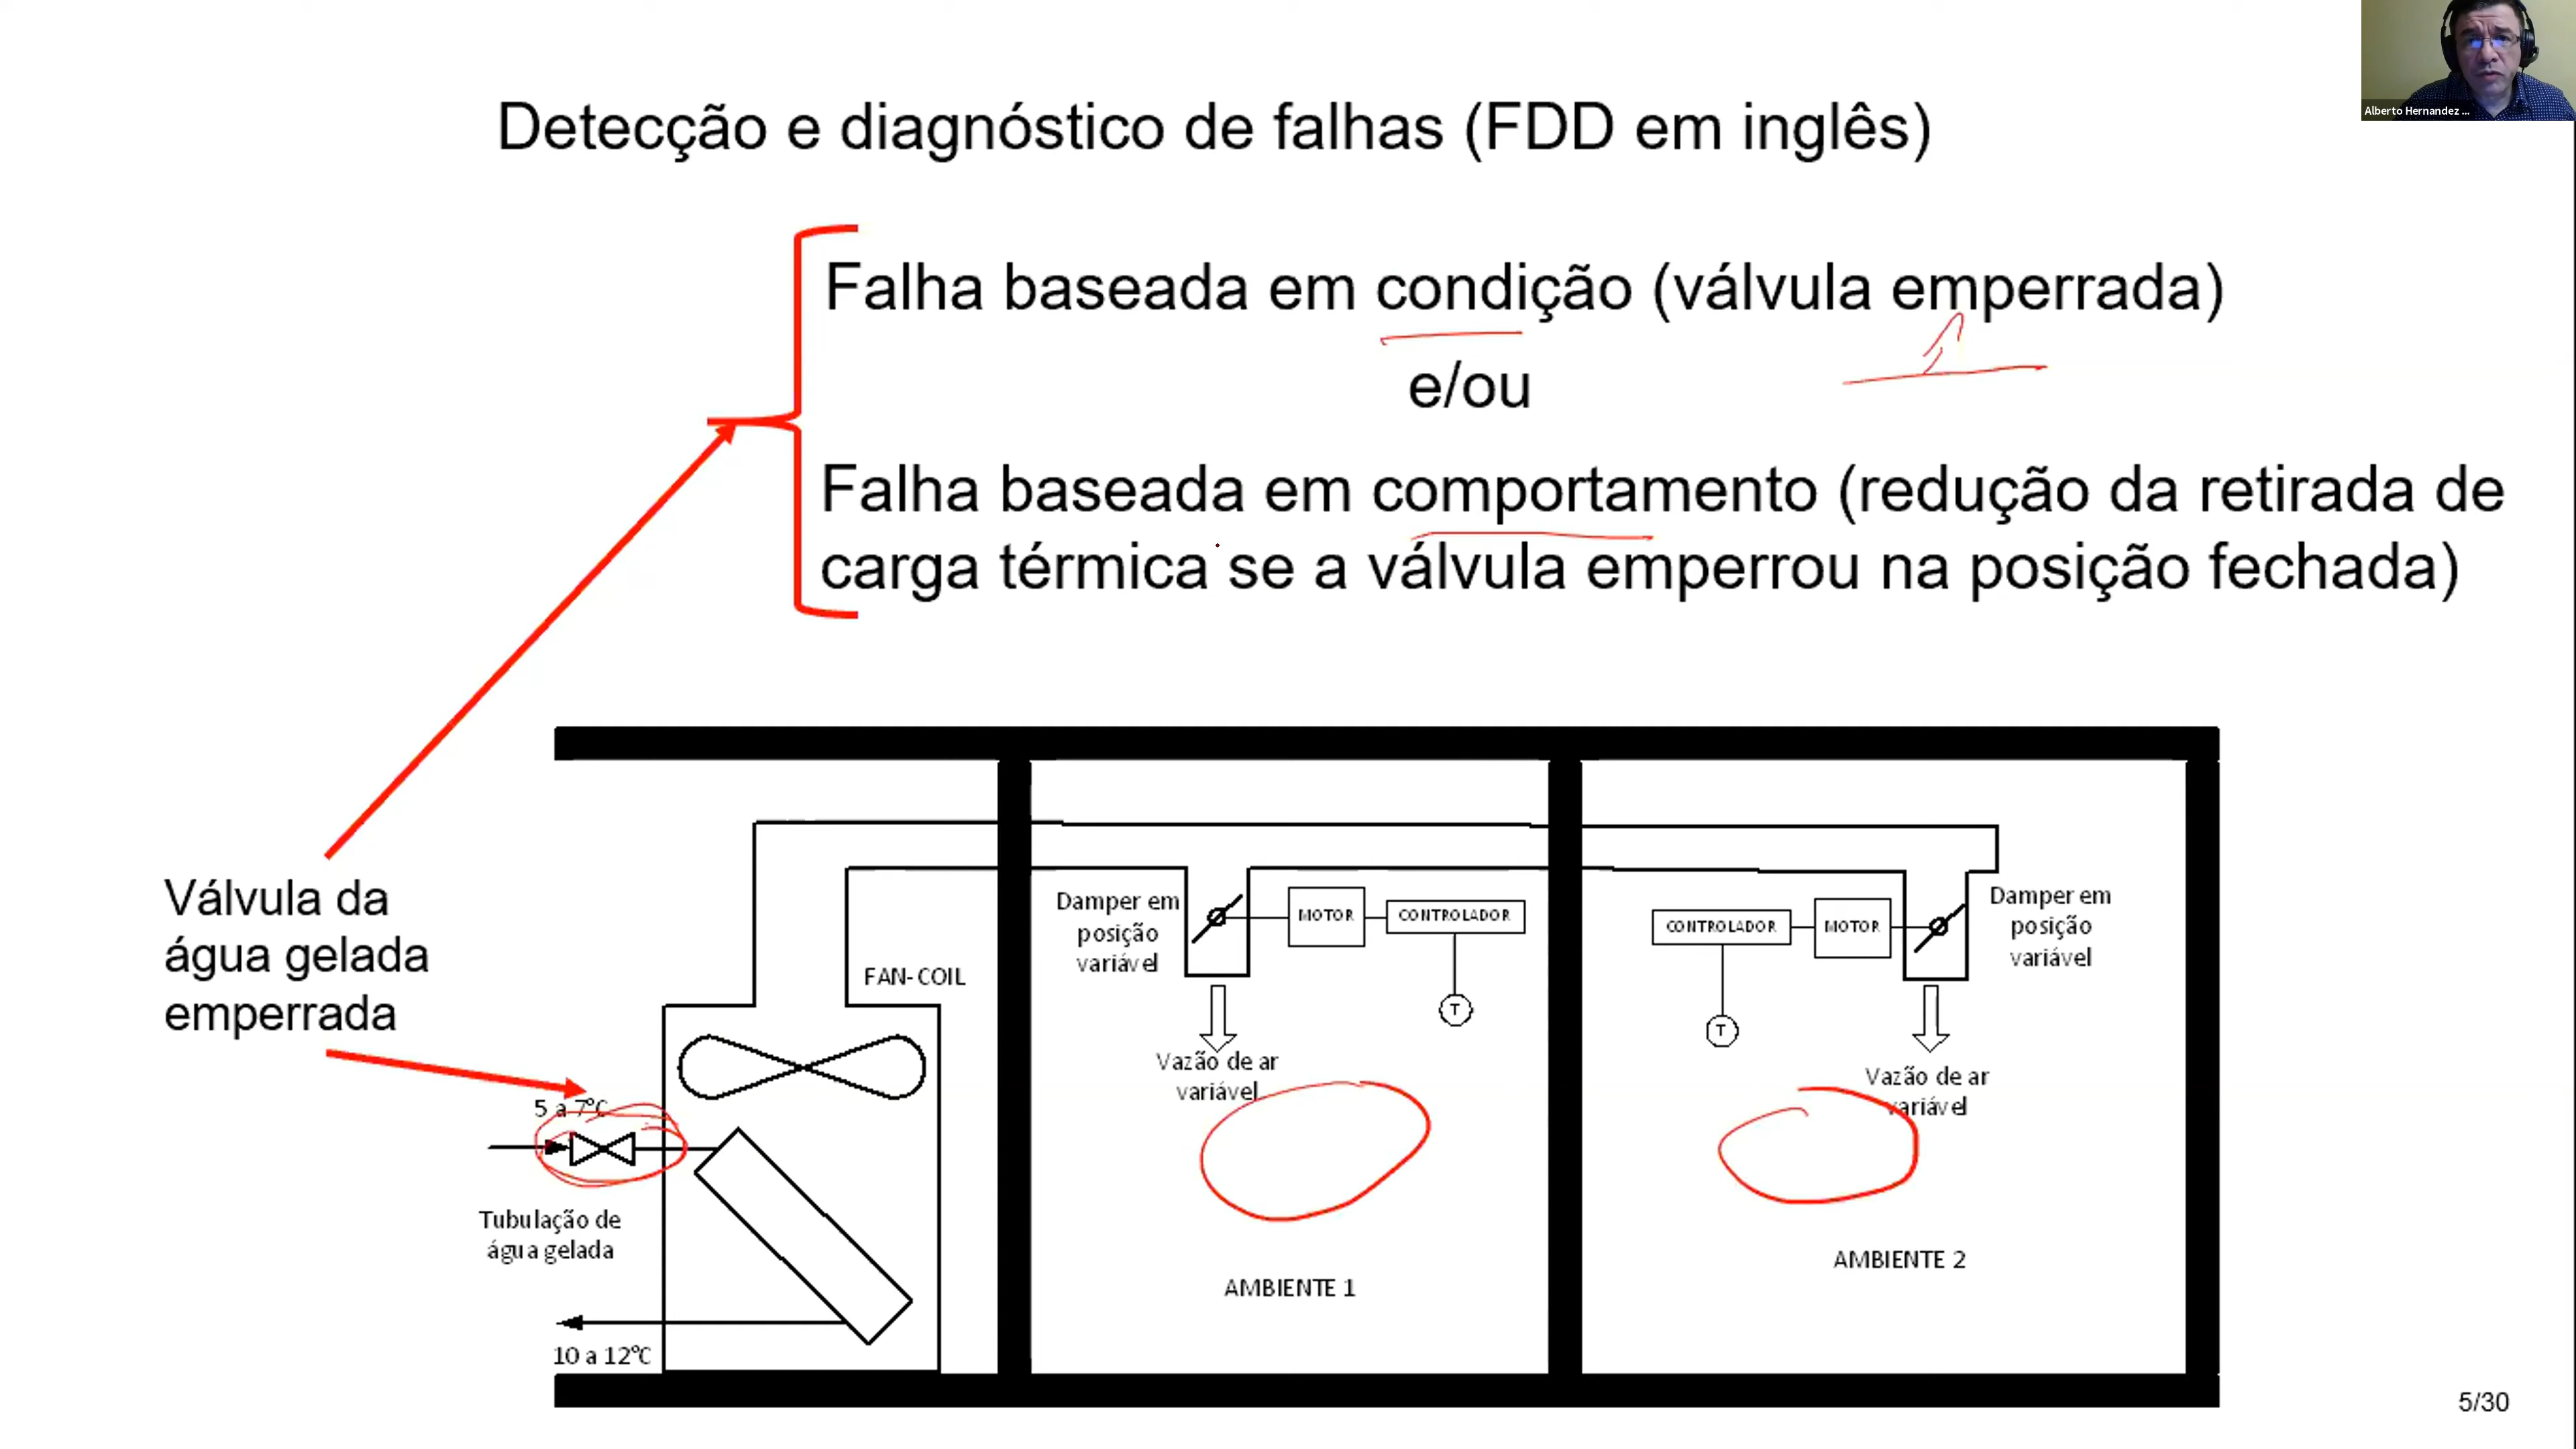 Alberto Hernandez ...
Detecção e diagnóstico de falhas (FDD em inglês)
Falha baseada em condição (válvula emperrada)
e/ou
Falha baseada em comportamento (redução da retirada de
carga térmica se a válvula emperrou na posição fechada)
Válvula da
água gelada
emperrada
FAN-COIL
5 a 7°C
Tubulação de
água gelada
10 a 12°C
Damper em
posição
variável
MOTOR
CONTROLADOR
T
Vazão de ar
variável
AMBIENTE 1
CONTROLADOR
MOTOR
T
Damper em
posição
variável
Vazão de ar
variável
AMBIENTE 2
5/30